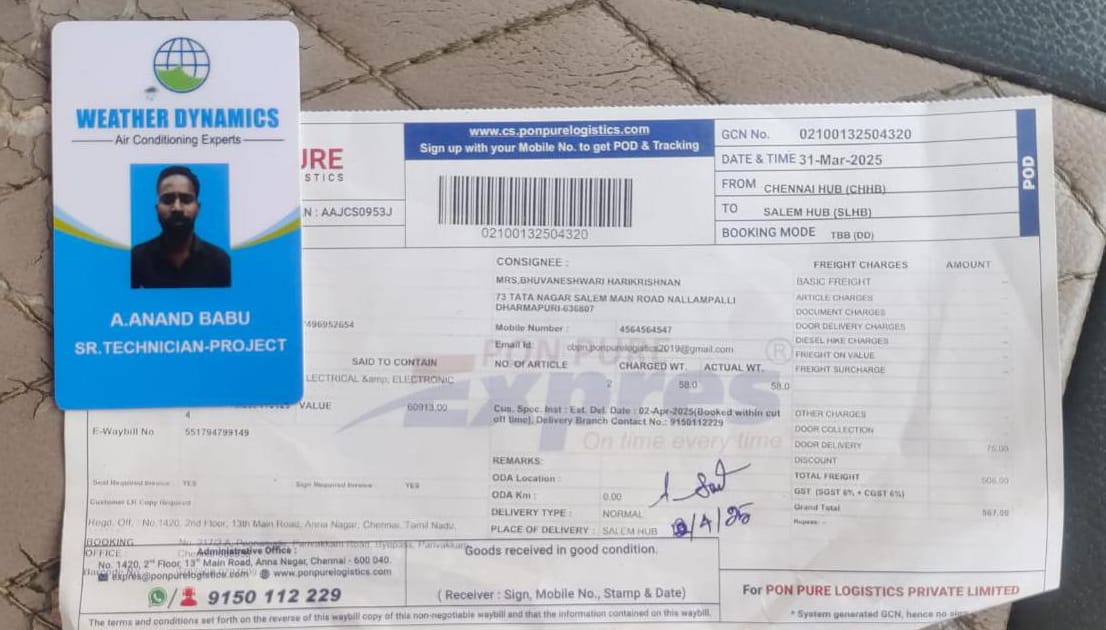 WEATHER DYNAMICS
Air Conditioning Experts
A.ANAND BABU
SR.TECHNICIAN-PROJECT
URE
STICS
N : AAJCS0953J
www.cs.ponpurelogistics.com
Sign up with your Mobile No. to get POD & Tracking
02100132504320
GCN No. 02100132504320
DATE & TIME 31-Mar-2025
FROM CHENNAI HUB (CHHB)
TO SALEM HUB (SLHB)
BOOKING MODE TBB (DD)
POD
496952654
SAID TO CONTAIN
LECTRICAL &amp; ELECTRONIC
VALUE 60913.00
4
E-Waybill No 551794799149
Seal Required Invoice YES
Sign Required Invoice YES
Customer LR Copy Required
CONSIGNEE :
MRS,BHUVANESHWARI HARIKRISHNAN
73 TATA NAGAR SALEM MAIN ROAD NALLAMPALLI
DHARMAPURI-636807
Mobile Number : 4564564547
Email Id: cbpn.ponpurelogistics2019@gmail.com
NO. OF ARTICLE CHARGED WT. ACTUAL WT.
2 58.0 58.0
PON PURE
Expres
®
On time every time
Cus. Spec. Inst : Est. Del. Date : 02-Apr-2025(Booked within cut
off time), Delivery Branch Contact No.: 9150112229
REMARKS:
ODA Location :
ODA Km : 0.00
DELIVERY TYPE : NORMAL
PLACE OF DELIVERY : SALEM HUB
2/4/25
FREIGHT CHARGES AMOUNT
BASIC FREIGHT
ARTICLE CHARGES
DOCUMENT CHARGES
DOOR DELIVERY CHARGES
DIESEL HIKE CHARGES
FREIGHT ON VALUE
FREIGHT SURCHARGE
OTHER CHARGES
DOOR COLLECTION
DOOR DELIVERY 75.00
DISCOUNT
TOTAL FREIGHT 506.00
GST (SGST 6% + CGST 6%)
Grand Total 567.00
Rupees: --
Regd. Off. : No.1420, 2nd Floor, 13th Main Road, Anna Nagar, Chennai, Tamil Nadu,
BOOKING
OFFICE :
Administrative Office :
No. 1420, 2nd Floor, 13th Main Road, Anna Nagar, Chennai - 600 040.
expres@ponpurelogistics.com www.ponpurelogistics.com
9150 112 229
Goods received in good condition.
( Receiver : Sign, Mobile No., Stamp & Date)
For PON PURE LOGISTICS PRIVATE LIMITED
* System generated GCN, hence no
The terms and conditions set forth on the reverse of this waybill copy of this non-negotiable waybill and that the information contained on this waybill.